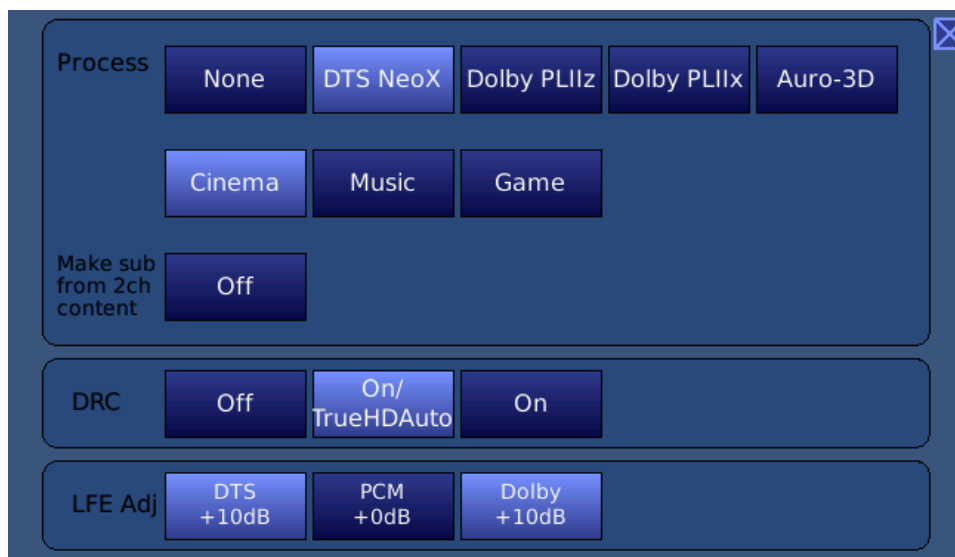 Process
None
DTS NeoX
Dolby PLIIz
Dolby PLIIx
Auro-3D
Cinema
Music
Game
Make sub
from 2ch
content
Off
DRC
Off
On/
TrueHDAuto
On
LFE Adj
DTS
+10dB
PCM
+0dB
Dolby
+10dB